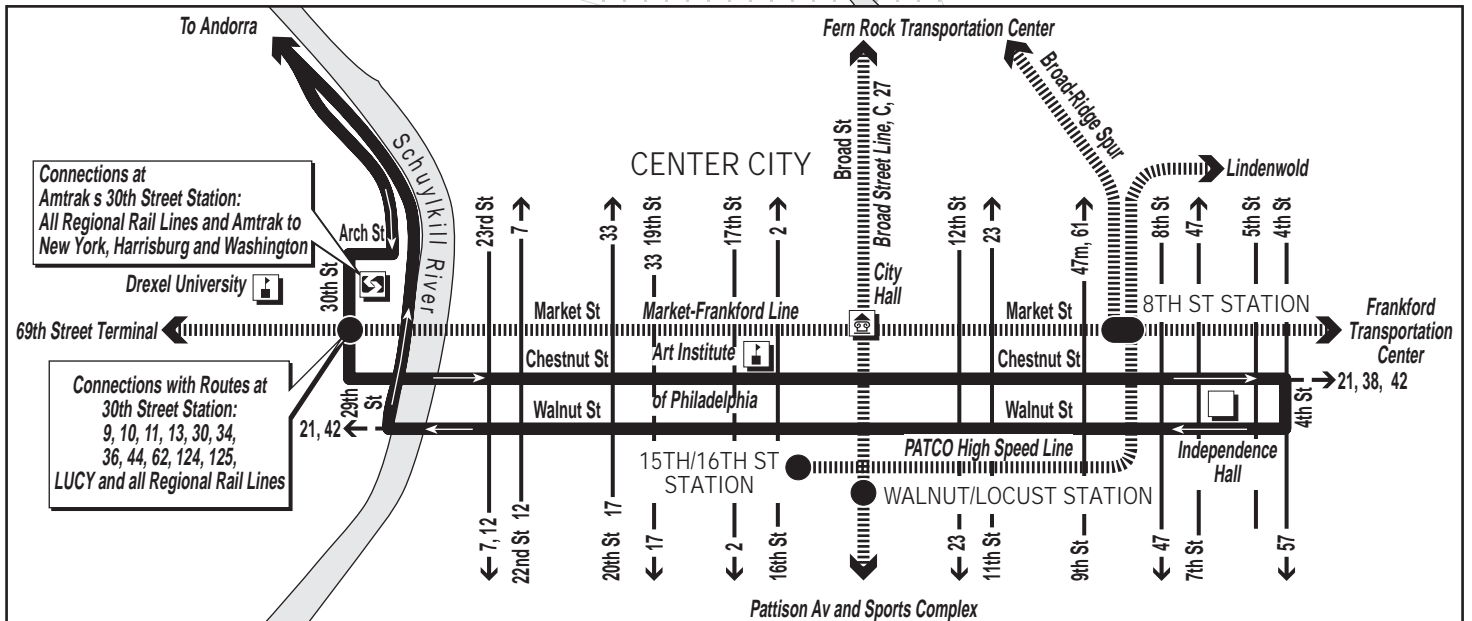 To Andorra
Fern Rock Transportation Center
Broad-Ridge Spur
Lindenwold
Schuylkill River
CENTER CITY
Broad St
Broad Street Line, C, 27
Connections at
Amtrak s 30th Street Station:
All Regional Rail Lines and Amtrak to
New York, Harrisburg and Washington
Arch St
30th St
Drexel University
23rd St
7
33
33 19th St
17th St
2
12th St
23
47m, 61
8th St
47
5th St
4th St
City
Hall
69th Street Terminal
Market St
Market-Frankford Line
Market St
8TH ST STATION
Frankford
Transportation
Center
Chestnut St
Art Institute
of Philadelphia
Chestnut St
21, 38, 42
Connections with Routes at
30th Street Station:
9, 10, 11, 13, 30, 34,
36, 44, 62, 124, 125,
LUCY and all Regional Rail Lines
29th
St
21, 42
Walnut St
Walnut St
4th St
Independence
Hall
PATCO High Speed Line
15TH/16TH ST
STATION
WALNUT/LOCUST STATION
7, 12
22nd St 12
20th St 17
17
2
16th St
23
11th St
9th St
47
7th St
57
Pattison Av and Sports Complex